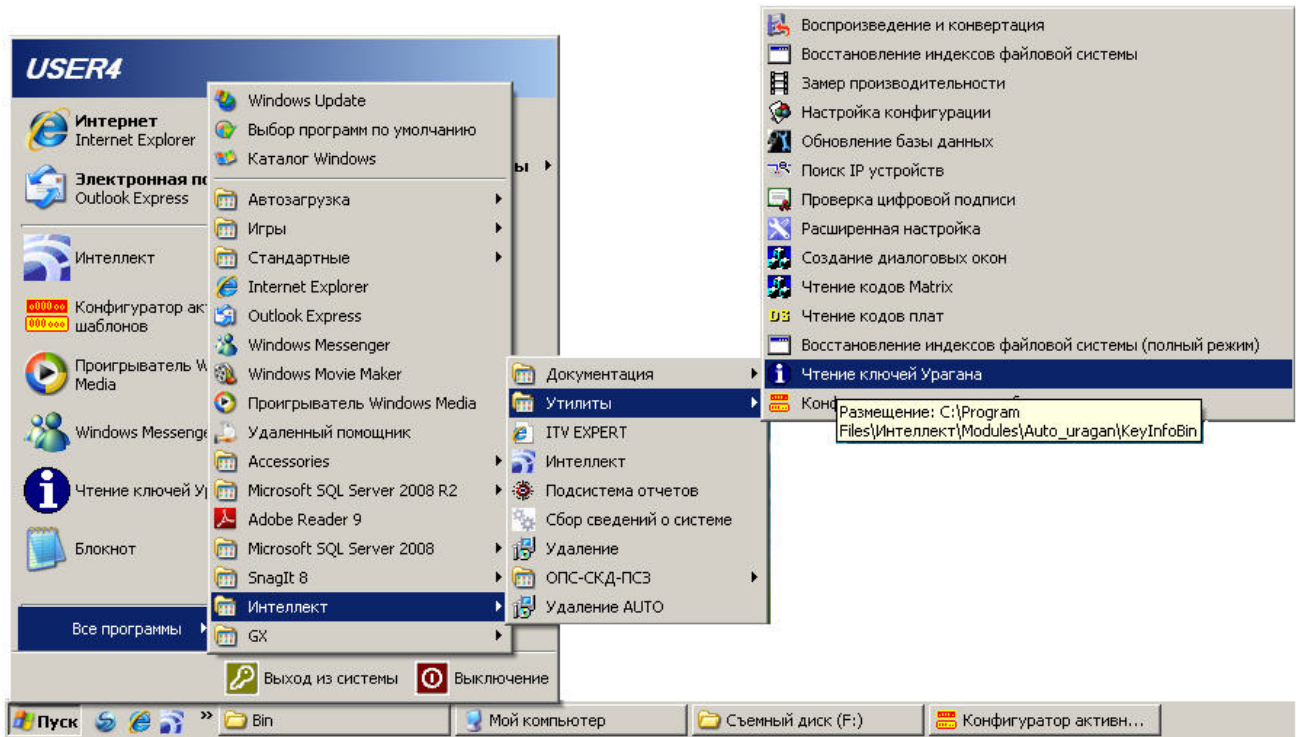 USER4
Интернет
Internet Explorer
Электронная по
Outlook Express
Интеллект
Конфигуратор ак
шаблонов
Проигрыватель W
Media
Windows Messenge
Чтение ключей У
Блокнот
Все программы
ы
Windows Update
Выбор программ по умолчанию
Каталог Windows
Автозагрузка
Игры
Стандартные
Internet Explorer
Outlook Express
Windows Messenger
Windows Movie Maker
Проигрыватель Windows Media
Удаленный помощник
Accessories
Microsoft SQL Server 2008 R2
Adobe Reader 9
Microsoft SQL Server 2008
SnagIt 8
Интеллект
GX
Документация
Утилиты
ITV EXPERT
Интеллект
Подсистема отчетов
Сбор сведений о системе
Удаление
ОПС-СКД-ПСЗ
Удаление AUTO
Воспроизведение и конвертация
Восстановление индексов файловой системы
Замер производительности
Настройка конфигурации
Обновление базы данных
Поиск IP устройств
Проверка цифровой подписи
Расширенная настройка
Создание диалоговых окон
Чтение кодов Matrix
Чтение кодов плат
Восстановление индексов файловой системы (полный режим)
Чтение ключей Урагана
Конф
Размещение: C:\Program
Files\Интеллект\Modules\Auto_uragan\KeyInfoBin
Выход из системы
Выключение
Пуск
Bin
Мой компьютер
Съемный диск (F:)
Конфигуратор активн...